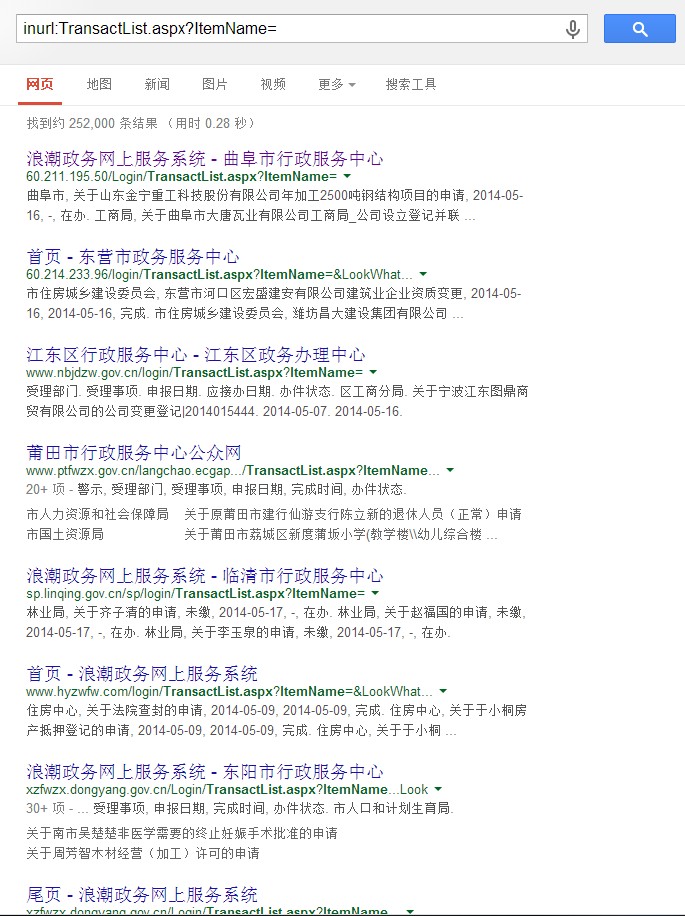 inurl:TransactList.aspx?ItemName=
网页 地图 新闻 图片 视频 更多 搜索工具
找到约 252,000 条结果 （用时 0.28 秒）
浪潮政务网上服务系统 - 曲阜市行政服务中心
60.211.195.50/Login/TransactList.aspx?ItemName=
曲阜市, 关于山东金宁重工科技股份有限公司年加工2500吨钢结构项目的申请, 2014-05-
16, -, 在办. 工商局, 关于曲阜市大唐瓦业有限公司工商局_公司设立登记并联 ...
首页 - 东营市政务服务中心
60.214.233.96/login/TransactList.aspx?ItemName=&LookWhat...
市住房城乡建设委员会, 东营市河口区宏盛建安有限公司建筑业企业资质变更, 2014-05-
16, 2014-05-16, 完成. 市住房城乡建设委员会, 潍坊昌大建设集团有限公司 ...
江东区行政服务中心 - 江东区政务办理中心
www.nbjdzw.gov.cn/login/TransactList.aspx?ItemName=
受理部门. 受理事项. 申报日期. 应接办日期. 办件状态. 区工商分局. 关于宁波江东图鼎商
贸有限公司的公司变更登记|2014015444. 2014-05-07. 2014-05-16.
莆田市行政服务中心公众网
www.ptfwzx.gov.cn/langchao.ecgap.../TransactList.aspx?ItemName...
20+ 项 - 警示, 受理部门, 受理事项, 申报日期, 完成时间, 办件状态.
市人力资源和社会保障局 关于原莆田市建行仙游支行陈立新的退休人员（正常）申请
市国土资源局 关于莆田市荔城区新度蒲坂小学(教学楼\\幼儿综合楼 ...
浪潮政务网上服务系统 - 临清市行政服务中心
sp.linqing.gov.cn/sp/login/TransactList.aspx?ItemName=
林业局, 关于齐子清的申请, 未缴, 2014-05-17, -, 在办. 林业局, 关于赵福国的申请, 未缴,
2014-05-17, -, 在办. 林业局, 关于李玉泉的申请, 未缴, 2014-05-17, -, 在办.
首页 - 浪潮政务网上服务系统
www.hyzwfw.com/login/TransactList.aspx?ItemName=&LookWhat...
住房中心, 关于法院查封的申请, 2014-05-09, 2014-05-09, 完成. 住房中心, 关于于小桐房
产抵押登记的申请, 2014-05-09, 2014-05-09, 完成. 住房中心, 关于于小桐 ...
浪潮政务网上服务系统 - 东阳市行政服务中心
xzfwzx.dongyang.gov.cn/Login/TransactList.aspx?ItemName...Look
30+ 项 - ... 受理事项, 申报日期, 完成时间, 办件状态. 市人口和计划生育局.
关于南市吴楚楚非医学需要的终止妊娠手术批准的申请
关于周芳智木材经营（加工）许可的申请
尾页 - 浪潮政务网上服务系统
xzfwzx.dongyang.gov.cn/Login/TransactList.aspx?ItemName...